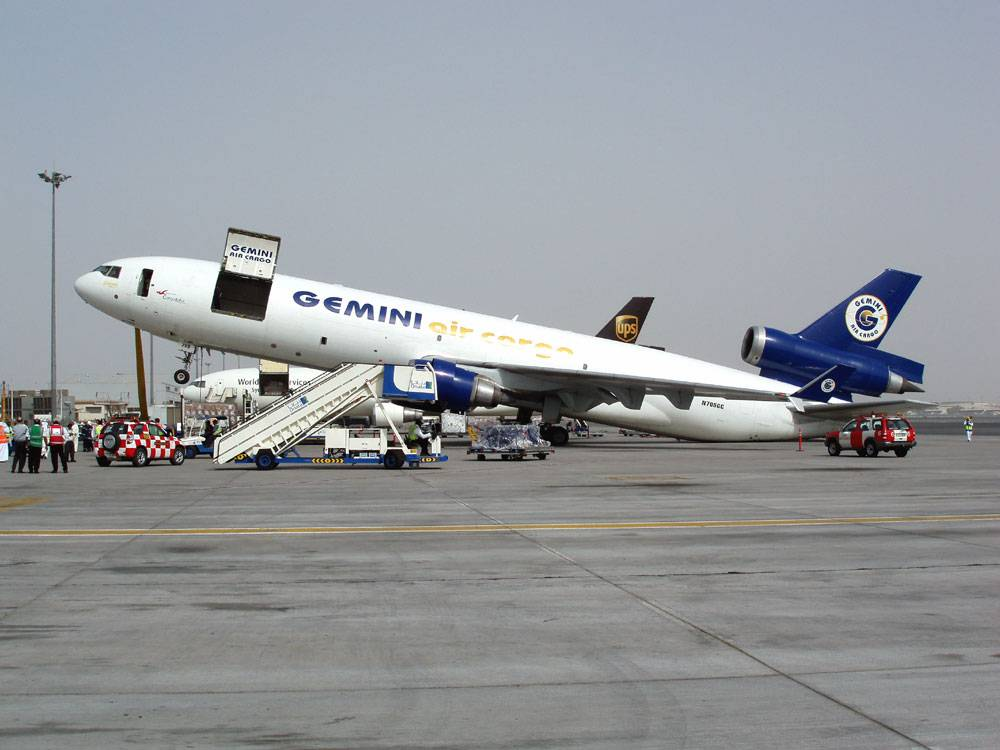 GEMINI
AIR CARGO
GEMINI air cargo
ups
GEMINI
G
AIR CARGO
G
N705GC
World